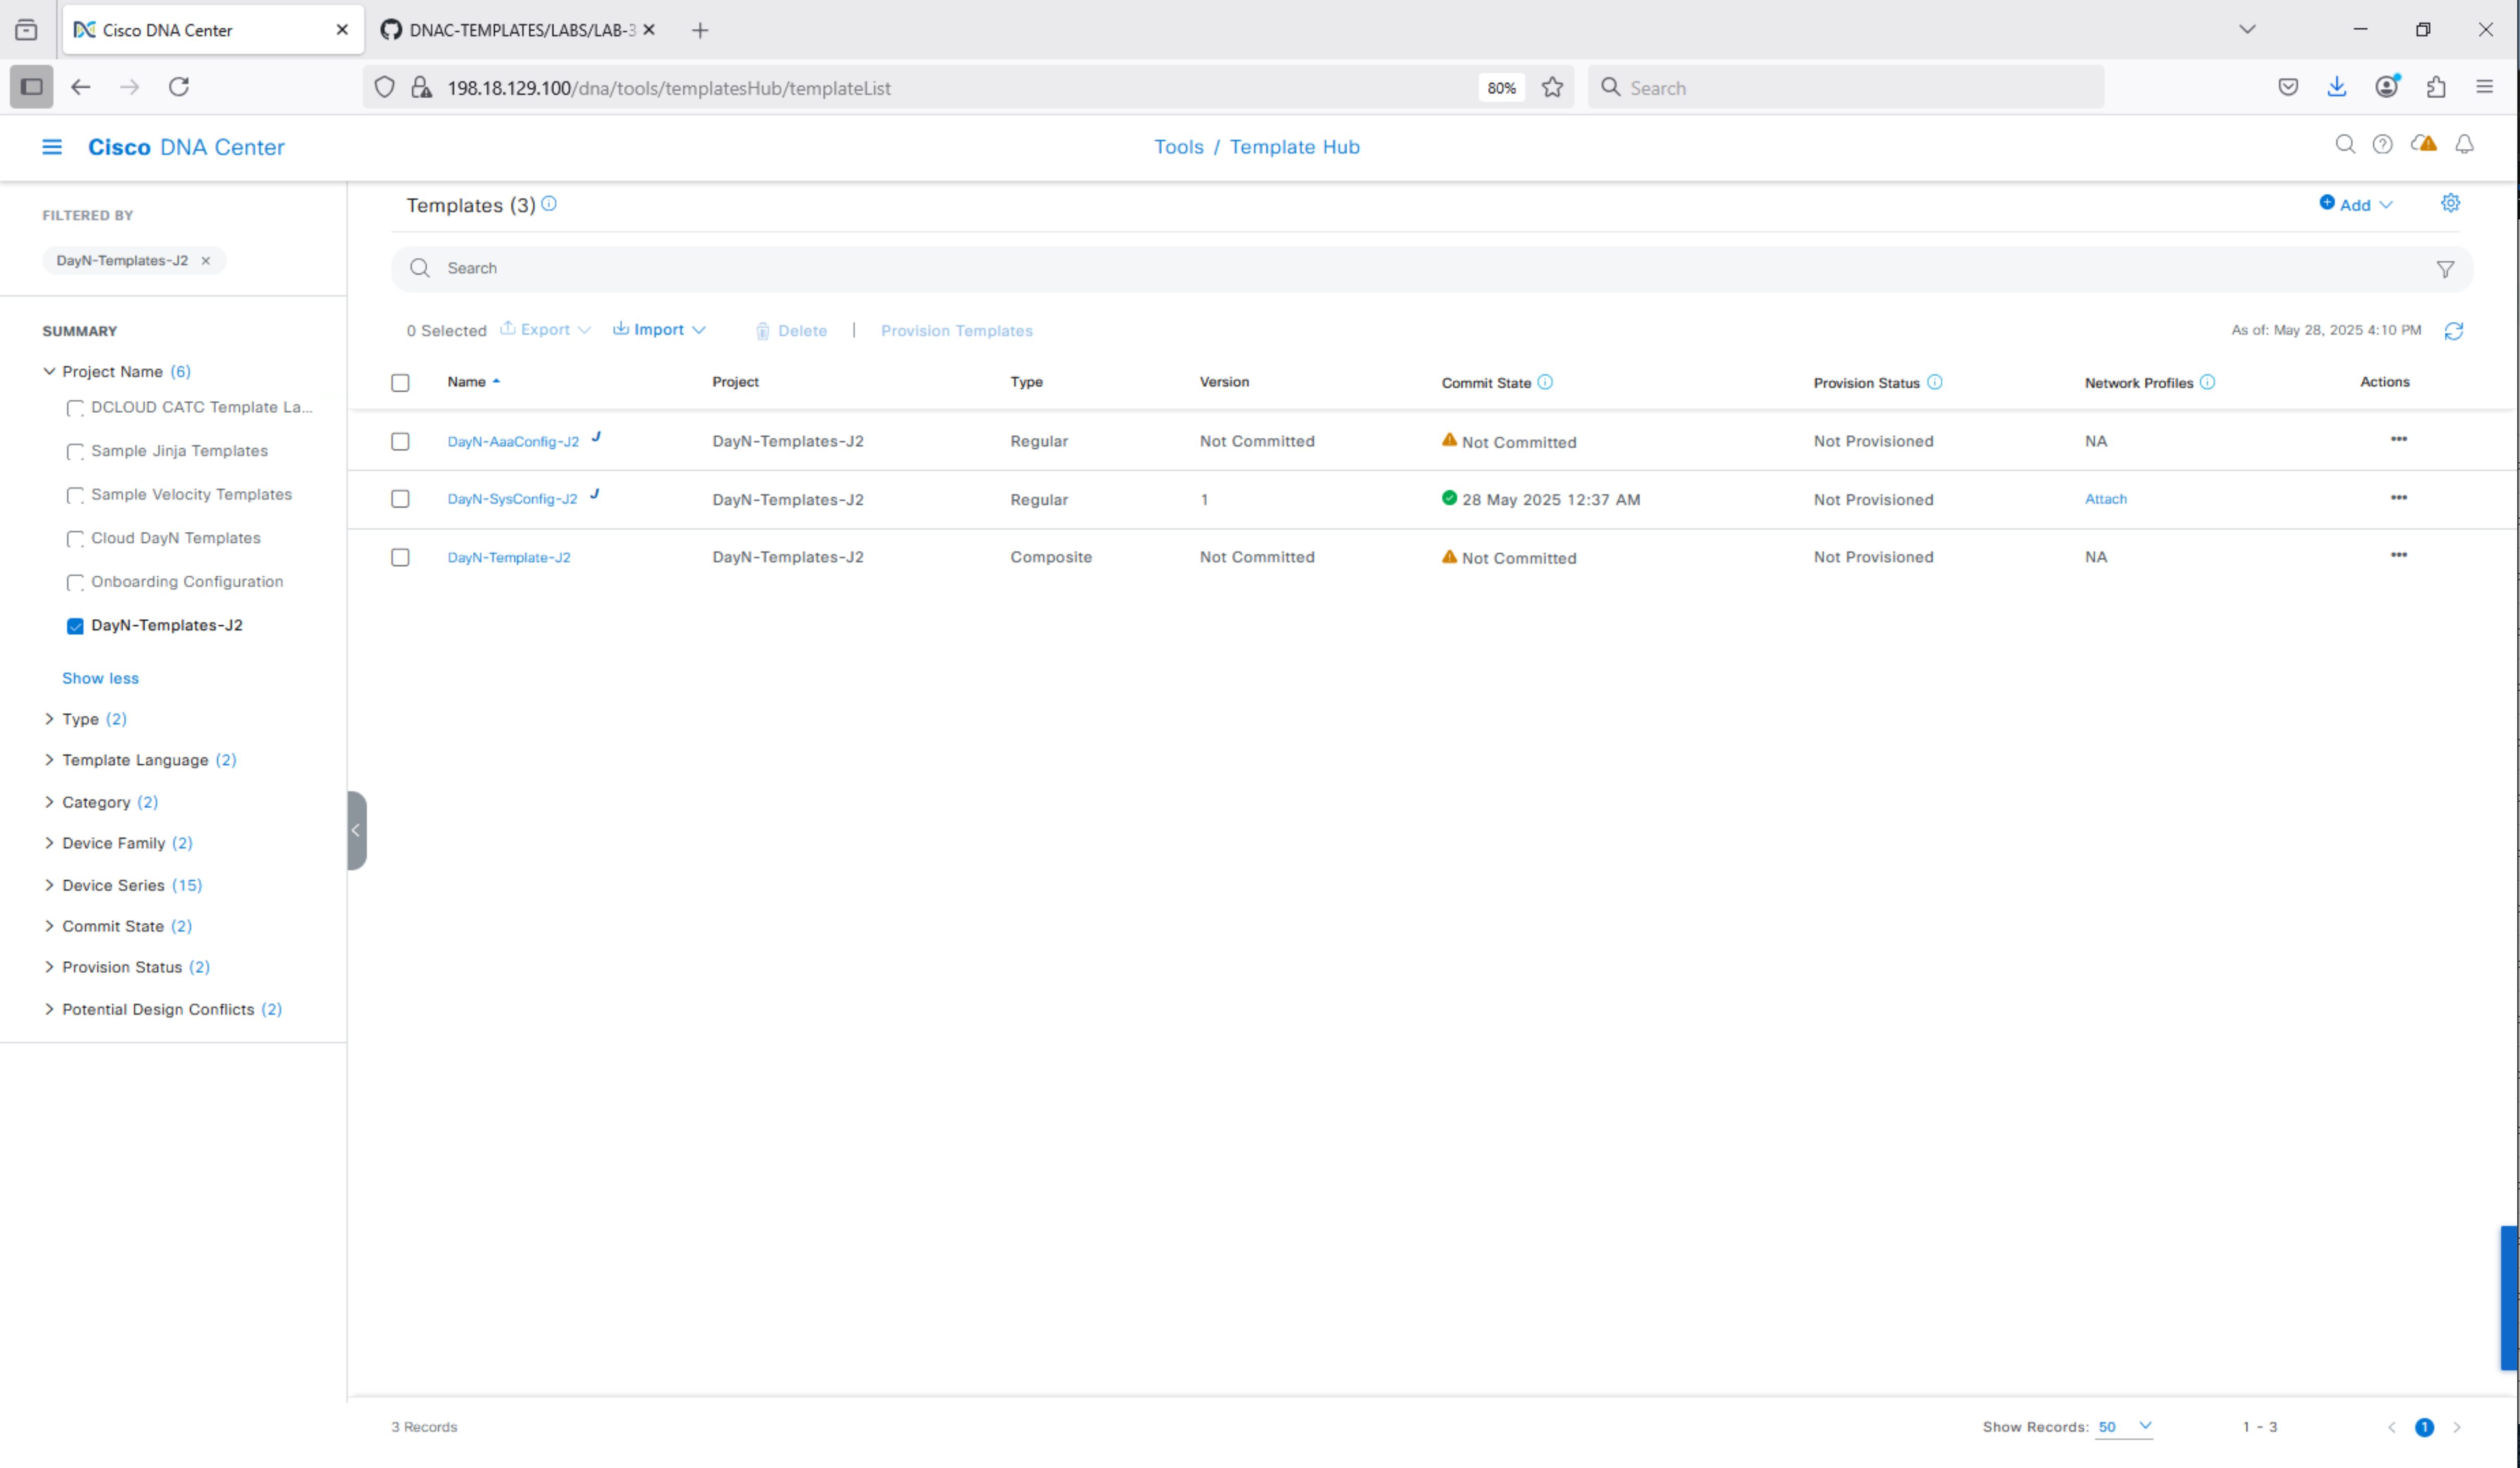 Cisco DNA Center
DNAC-TEMPLATES/LABS/LAB-3
198.18.129.100/dna/tools/templatesHub/templateList
80%
Search
Cisco DNA Center
Tools / Template Hub
FILTERED BY
DayN-Templates-J2
SUMMARY
Project Name (6)
DCLOUD CATC Template La...
Sample Jinja Templates
Sample Velocity Templates
Cloud DayN Templates
Onboarding Configuration
DayN-Templates-J2
Show less
Type (2)
Template Language (2)
Category (2)
Device Family (2)
Device Series (15)
Commit State (2)
Provision Status (2)
Potential Design Conflicts (2)
Templates (3)
Add
Search
0 Selected Export Import Delete | Provision Templates As of: May 28, 2025 4:10 PM
Name Project Type Version Commit State Provision Status Network Profiles Actions
DayN-AaaConfig-J2 J DayN-Templates-J2 Regular Not Committed Not Committed Not Provisioned NA
DayN-SysConfig-J2 J DayN-Templates-J2 Regular 1 28 May 2025 12:37 AM Not Provisioned Attach
DayN-Template-J2 DayN-Templates-J2 Composite Not Committed Not Committed Not Provisioned NA
3 Records Show Records: 50 1 - 3 1